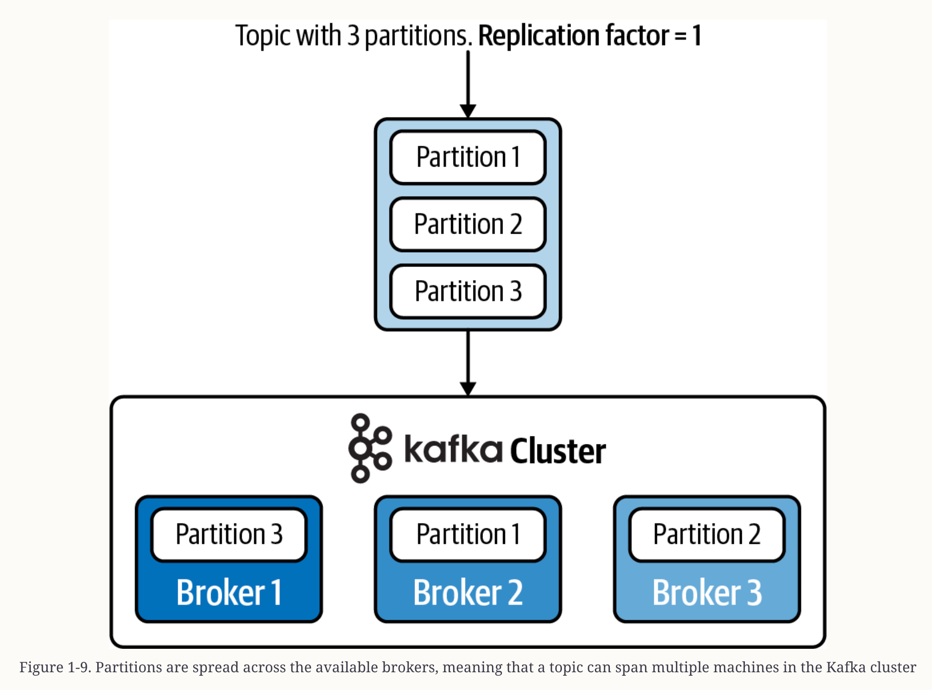 Topic with 3 partitions. Replication factor = 1
Partition 1
Partition 2
Partition 3
kafka Cluster
Partition 3
Broker 1
Partition 1
Broker 2
Partition 2
Broker 3
Figure 1-9. Partitions are spread across the available brokers, meaning that a topic can span multiple machines in the Kafka cluster